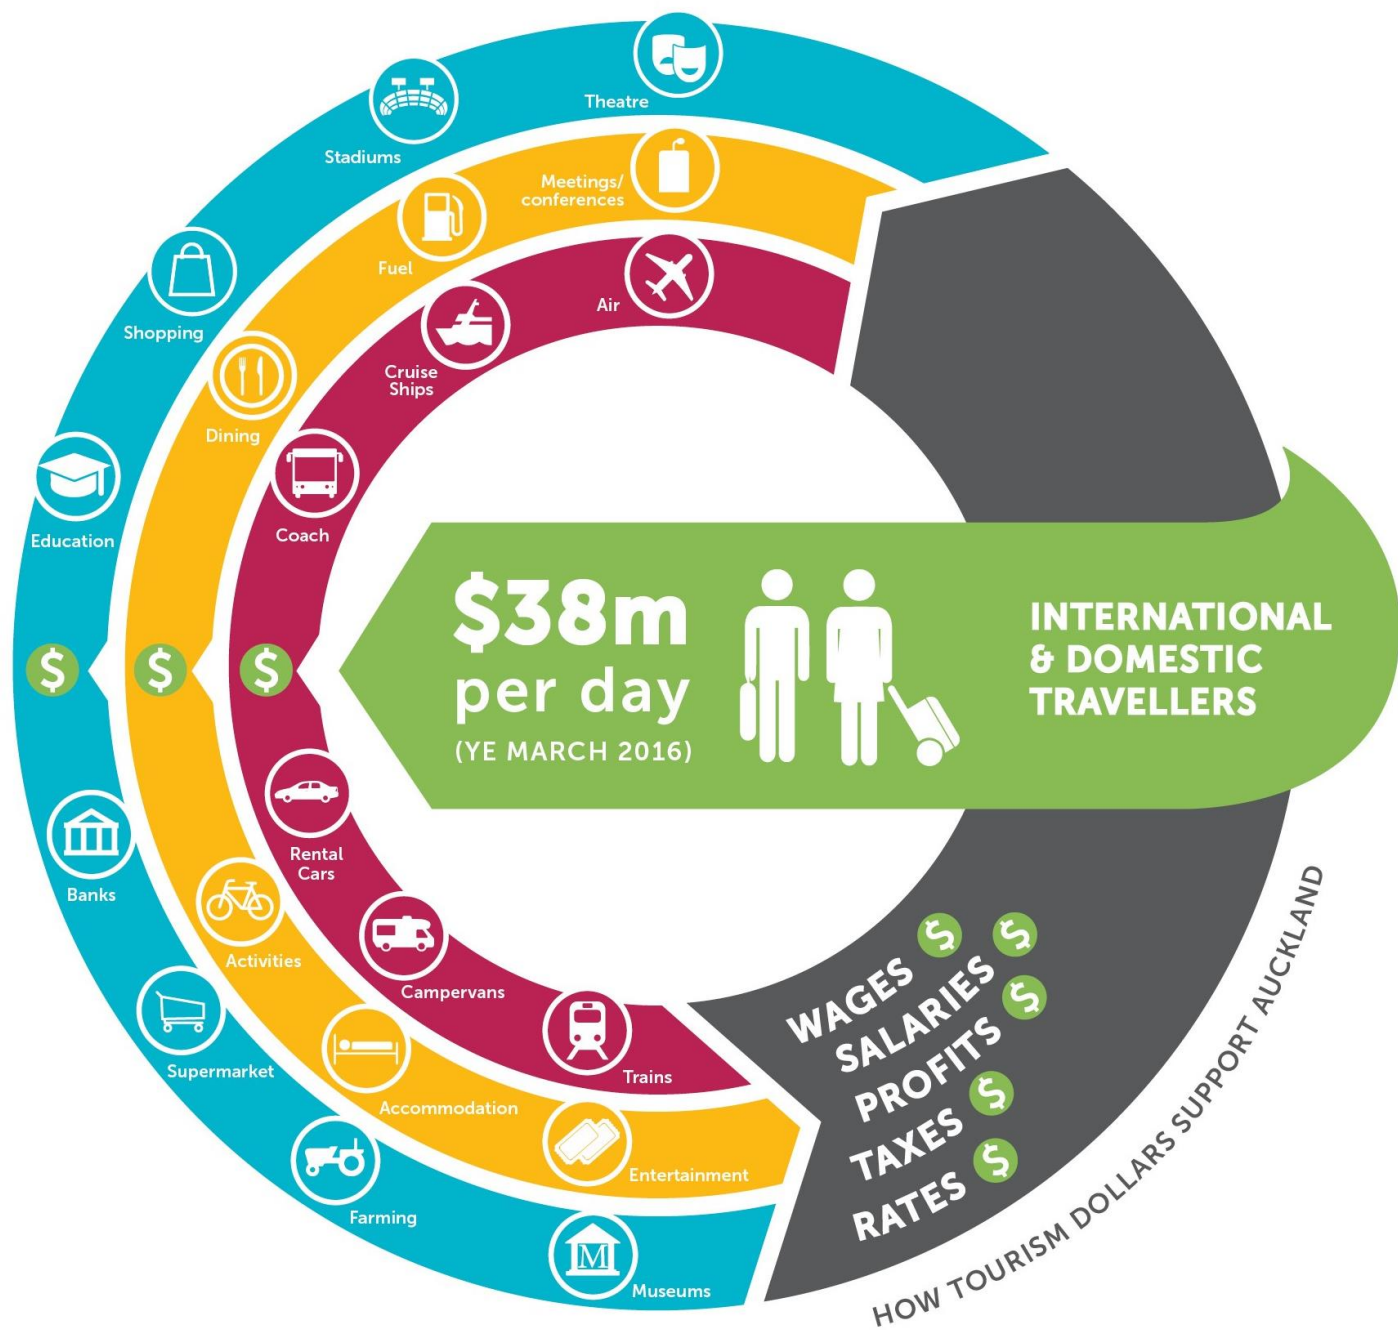 Theatre
Stadiums
Shopping
Education
$
Banks
Supermarket
Farming
M
Museums
Meetings/
conferences
Fuel
Dining
$
Activities
Accommodation
Entertainment
Air
Cruise
Ships
Coach
$
Rental
Cars
Campervans
Trains
$38m
per day
(YE MARCH 2016)
INTERNATIONAL
& DOMESTIC
TRAVELLERS
WAGES $
SALARIES $
PROFITS $
TAXES $
RATES $
HOW TOURISM DOLLARS SUPPORT AUCKLAND